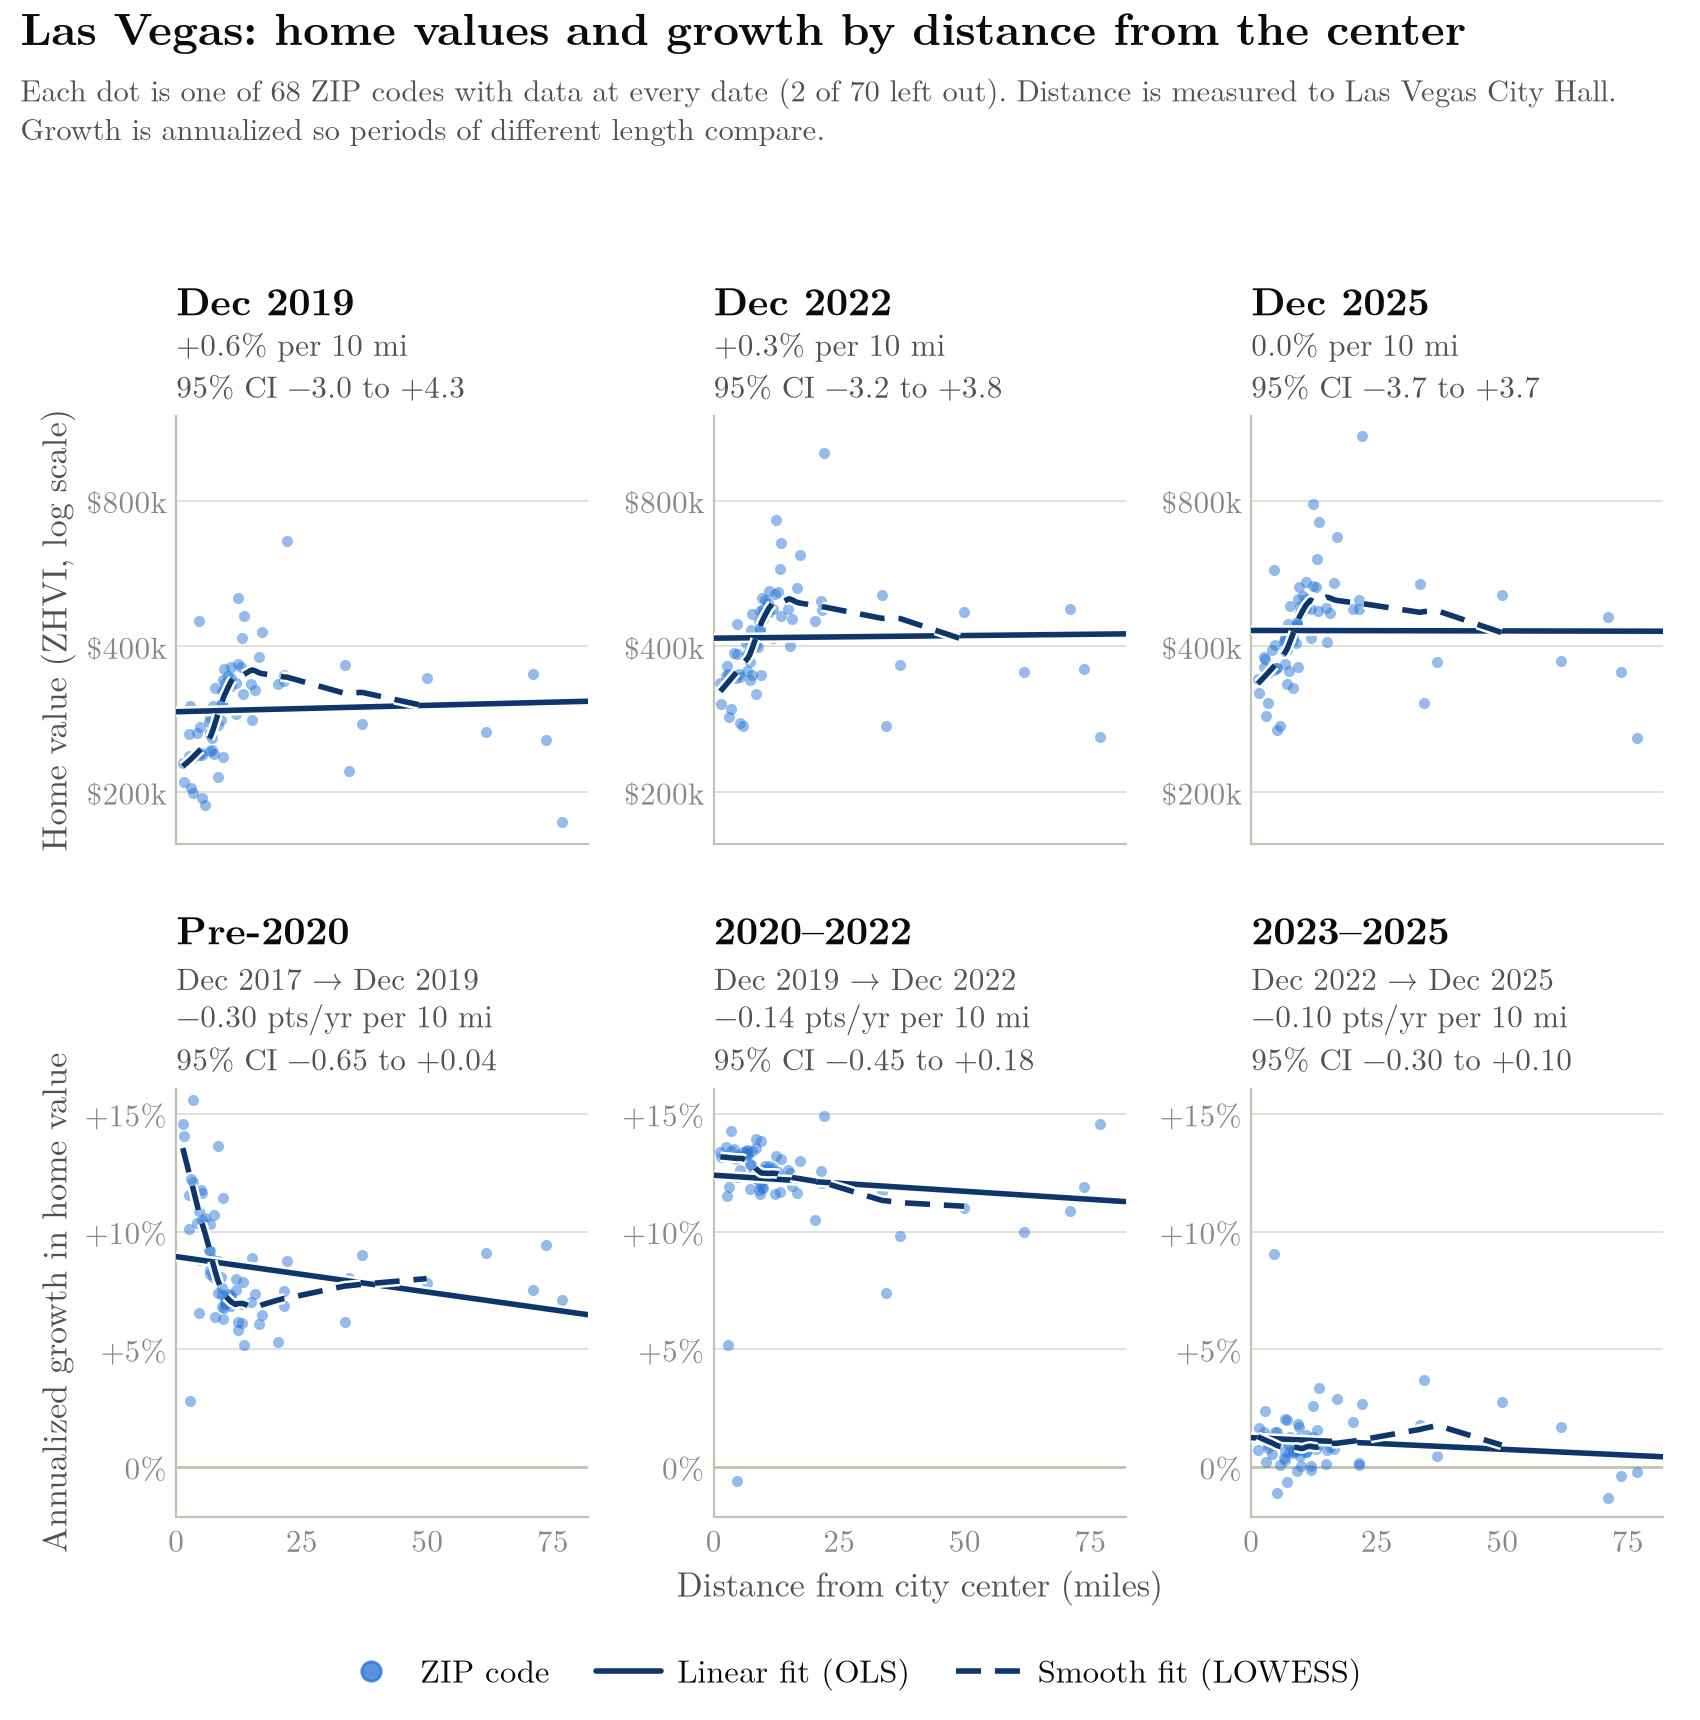 Las Vegas: home values and growth by distance from the center
Each dot is one of 68 ZIP codes with data at every date (2 of 70 left out). Distance is measured to Las Vegas City Hall.
Growth is annualized so periods of different length compare.
Dec 2019
+0.6% per 10 mi
95% CI −3.0 to +4.3
Dec 2022
+0.3% per 10 mi
95% CI −3.2 to +3.8
Dec 2025
0.0% per 10 mi
95% CI −3.7 to +3.7
Home value (ZHVI, log scale)
$800k
$400k
$200k
$800k
$400k
$200k
$800k
$400k
$200k
Pre-2020
Dec 2017 → Dec 2019
−0.30 pts/yr per 10 mi
95% CI −0.65 to +0.04
2020–2022
Dec 2019 → Dec 2022
−0.14 pts/yr per 10 mi
95% CI −0.45 to +0.18
2023–2025
Dec 2022 → Dec 2025
−0.10 pts/yr per 10 mi
95% CI −0.30 to +0.10
Annualized growth in home value
+15%
+10%
+5%
0%
+15%
+10%
+5%
0%
+15%
+10%
+5%
0%
0 25 50 75
0 25 50 75
0 25 50 75
Distance from city center (miles)
ZIP code
Linear fit (OLS)
Smooth fit (LOWESS)